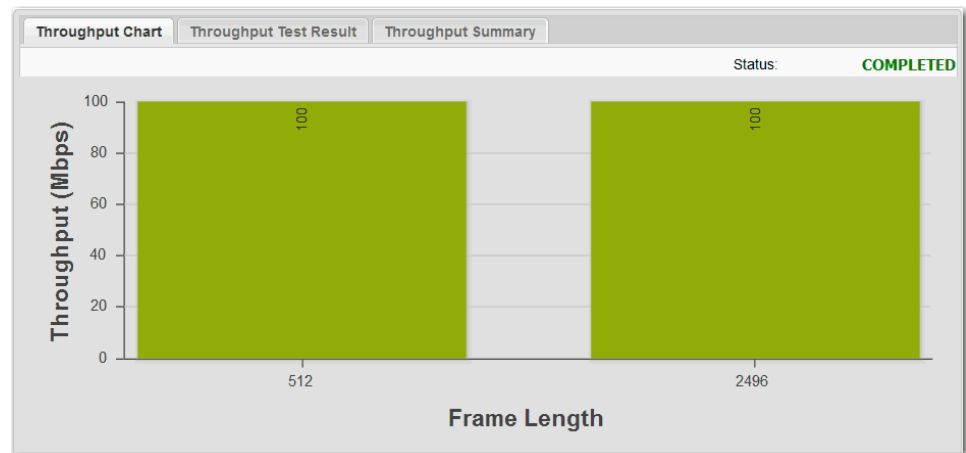 Throughput Chart Throughput Test Result Throughput Summary
Status: COMPLETED
Throughput (Mbps)
100
80
60
40
20
0
100
100
512 2496
Frame Length